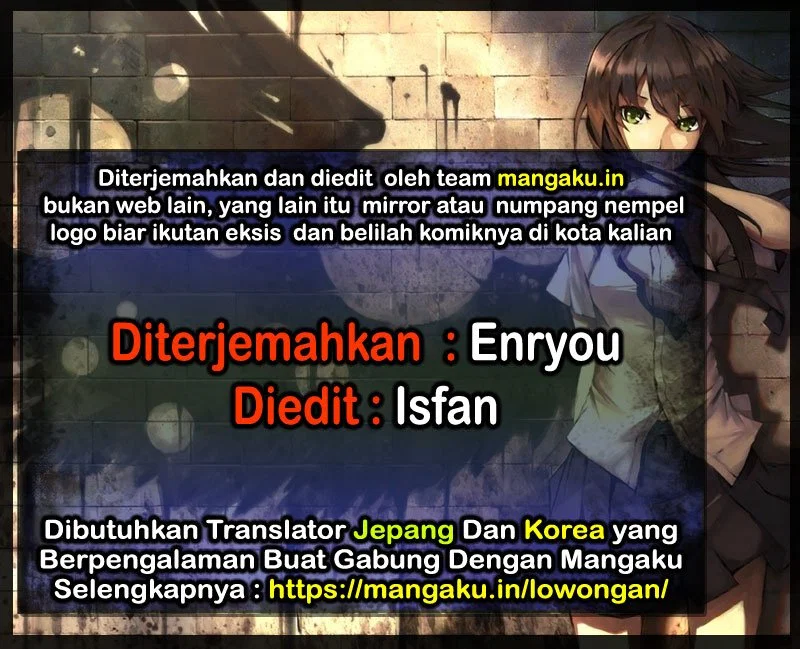 Diterjemahkan dan diedit oleh team mangaku.in
bukan web lain, yang lain itu mirror atau numpang nempel
logo biar ikutan eksis dan belilah komiknya di kota kalian
Diterjemahkan : Enryou
Diedit : Isfan
Dibutuhkan Translator Jepang Dan Korea yang
Berpengalaman Buat Gabung Dengan Mangaku
Selengkapnya : https://mangaku.in/lowongan/